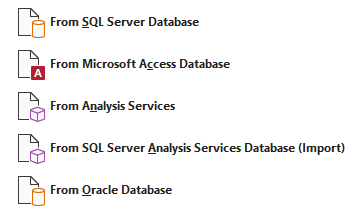 From SQL Server Database
A
From Microsoft Access Database
From Analysis Services
From SQL Server Analysis Services Database (Import)
From Oracle Database